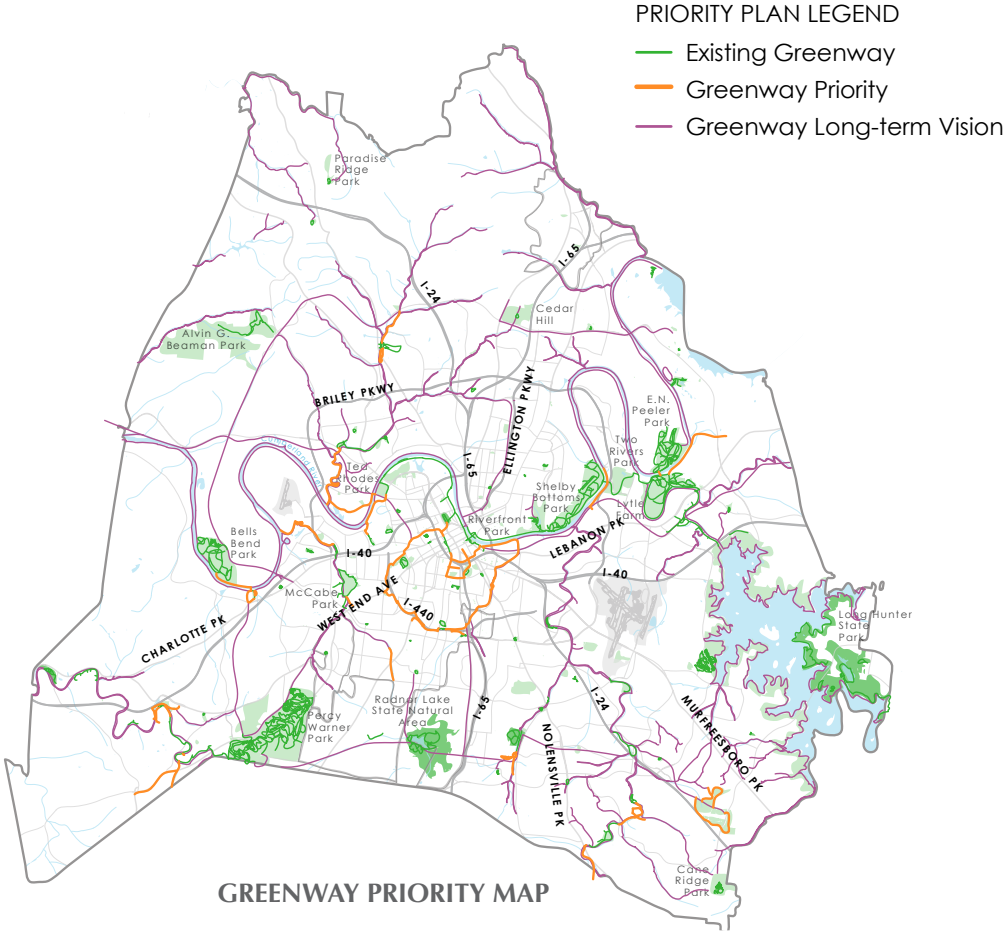 PRIORITY PLAN LEGEND
Existing Greenway
Greenway Priority
Greenway Long-term Vision
Paradise
Ridge
Park
I-65
I-24
Cedar
Hill
Alvin G.
Beaman Park
BRILEY PKWY
ELLINGTON PKWY
E.N.
Peeler
Park
Two
Rivers
Park
Cumberland River
Ted
Rhodes
Park
I-65
Shelby
Bottoms
Park
Lytle
Farm
Riverfront
Park
LEBANON PK
Bells
Bend
Park
I-40
I-40
McCabe
Park
WEST END AVE
I-440
Long Hunter
State
Park
CHARLOTTE PK
Radnor Lake
State Natural
Area
I-65
I-24
MURFREESBORO PK
Percy
Warner
Park
NOLENSVILLE PK
Cane
Ridge
Park
GREENWAY PRIORITY MAP